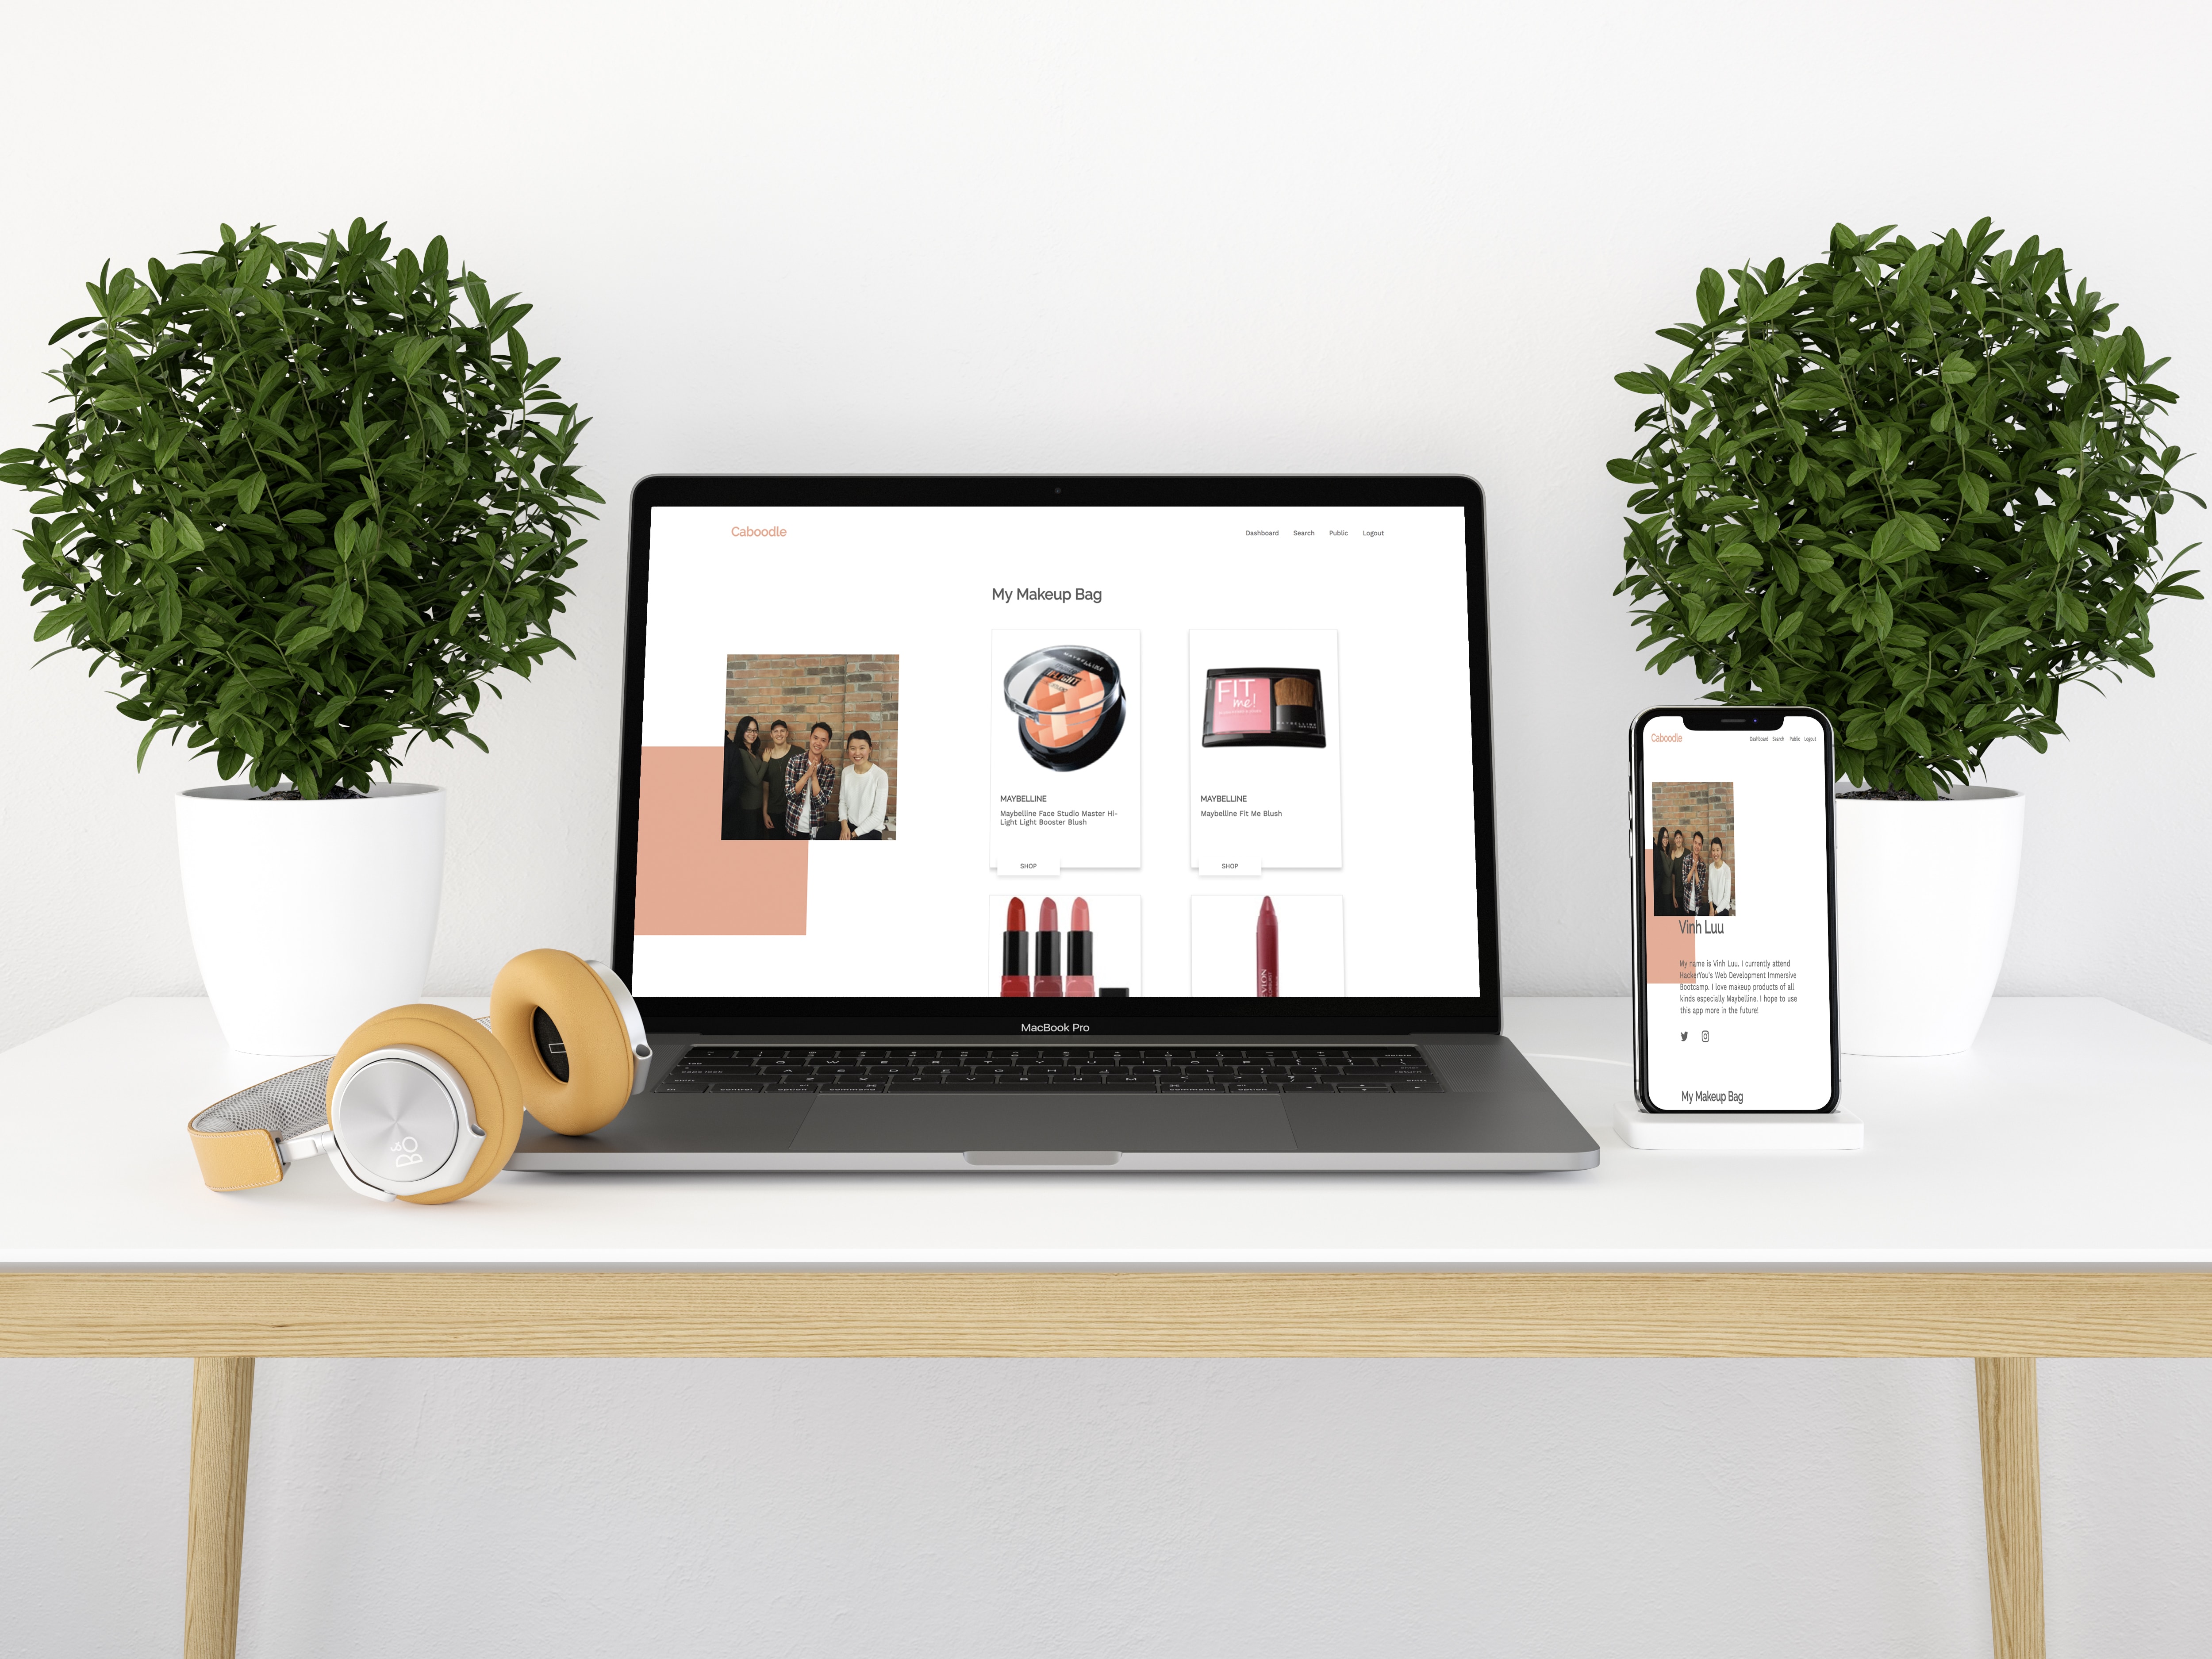 Caboodle
Dashboard Search Public Logout
My Makeup Bag
FIT
me!
MAYBELLINE
Maybelline Face Studio Master Hi-
Light Light Booster Blush
SHOP
MAYBELLINE
Maybelline Fit Me Blush
SHOP
REVLON
MacBook Pro
B&O
Caboodle
Dashboard Search Public Logout
Vinh Luu
My name is Vinh Luu. I currently attend
HackerYou's Web Development Immersive
Bootcamp. I love makeup products of all
kinds especially Maybelline. I hope to use
this app more in the future!
My Makeup Bag